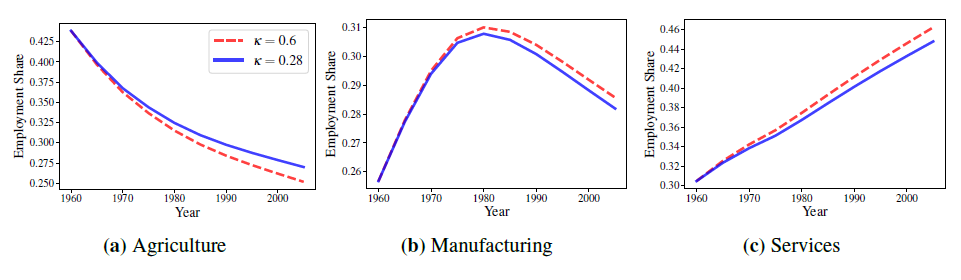 Employment Share
0.425
0.400
0.375
0.350
0.325
0.300
0.275
0.250
1960 1970 1980 1990 2000
Year
κ = 0.6
κ = 0.28
(a) Agriculture
Employment Share
0.31
0.30
0.29
0.28
0.27
0.26
1960 1970 1980 1990 2000
Year
(b) Manufacturing
Employment Share
0.46
0.44
0.42
0.40
0.38
0.36
0.34
0.32
0.30
1960 1970 1980 1990 2000
Year
(c) Services